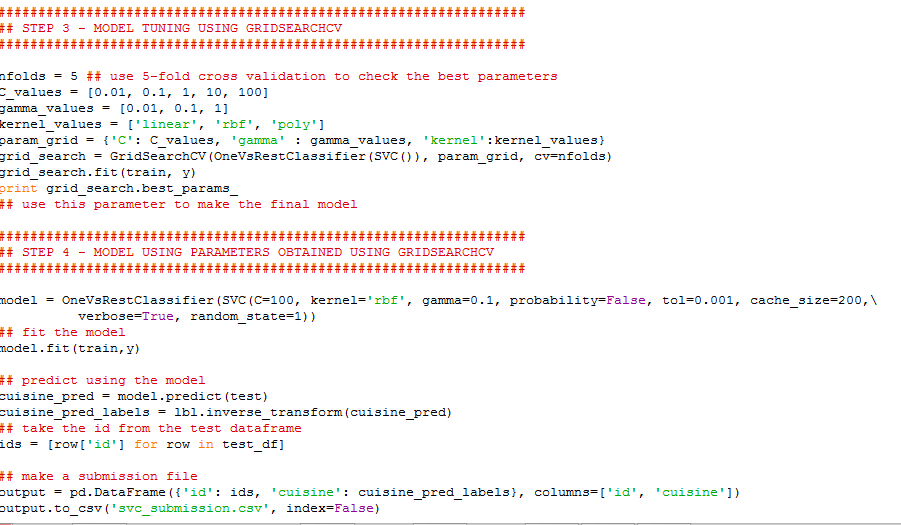 ##################################################################
## STEP 3 - MODEL TUNING USING GRIDSEARCHCV
##################################################################
nfolds = 5 ## use 5-fold cross validation to check the best parameters
C_values = [0.01, 0.1, 1, 10, 100]
gamma_values = [0.01, 0.1, 1]
kernel_values = ['linear', 'rbf', 'poly']
param_grid = {'C': C_values, 'gamma' : gamma_values, 'kernel':kernel_values}
grid_search = GridSearchCV(OneVsRestClassifier(SVC()), param_grid, cv=nfolds)
grid_search.fit(train, y)
print grid_search.best_params_
## use this parameter to make the final model
##################################################################
## STEP 4 - MODEL USING PARAMETERS OBTAINED USING GRIDSEARCHCV
##################################################################
model = OneVsRestClassifier(SVC(C=100, kernel='rbf', gamma=0.1, probability=False, tol=0.001, cache_size=200,\
verbose=True, random_state=1))
## fit the model
model.fit(train,y)
## predict using the model
cuisine_pred = model.predict(test)
cuisine_pred_labels = lbl.inverse_transform(cuisine_pred)
## take the id from the test dataframe
ids = [row['id'] for row in test_df]
## make a submission file
output = pd.DataFrame({'id': ids, 'cuisine': cuisine_pred_labels}, columns=['id', 'cuisine'])
output.to_csv('svc_submission.csv', index=False)